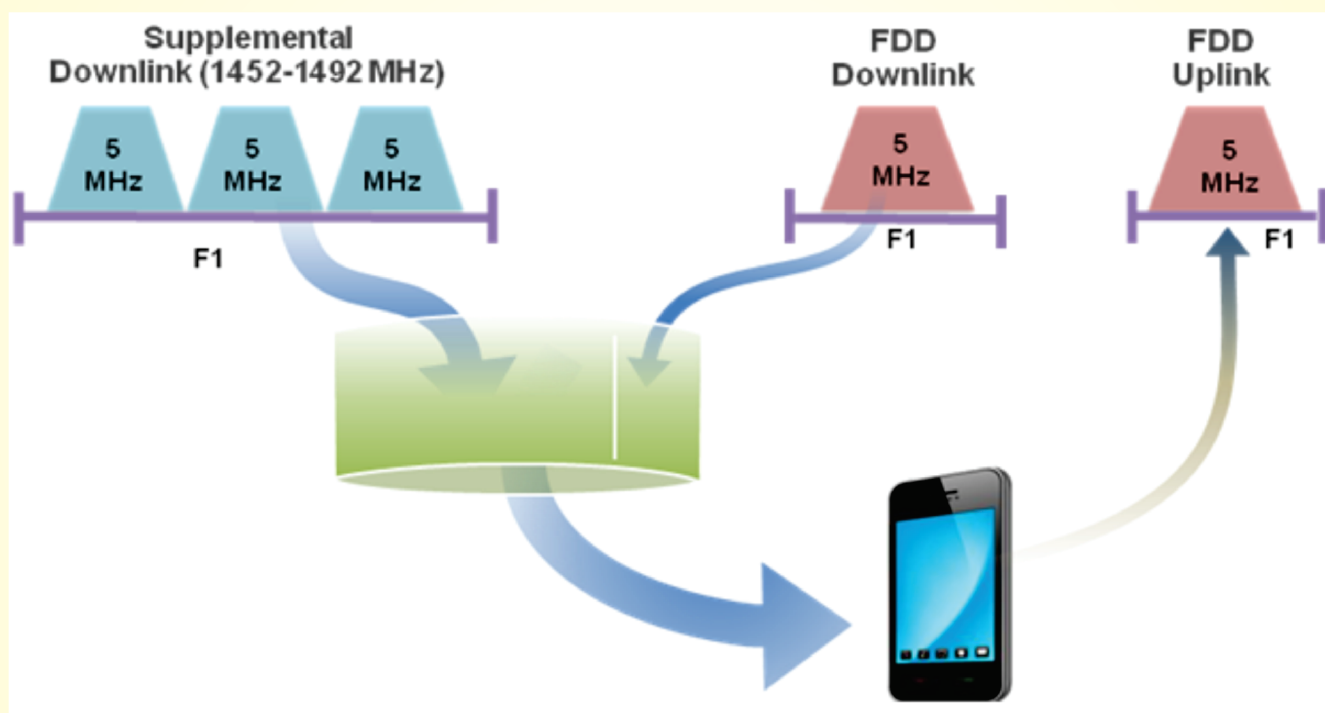 Supplemental
Downlink (1452-1492 MHz)
5
MHz
5
MHz
5
MHz
F1
FDD
Downlink
5
MHz
F1
FDD
Uplink
5
MHz
F1